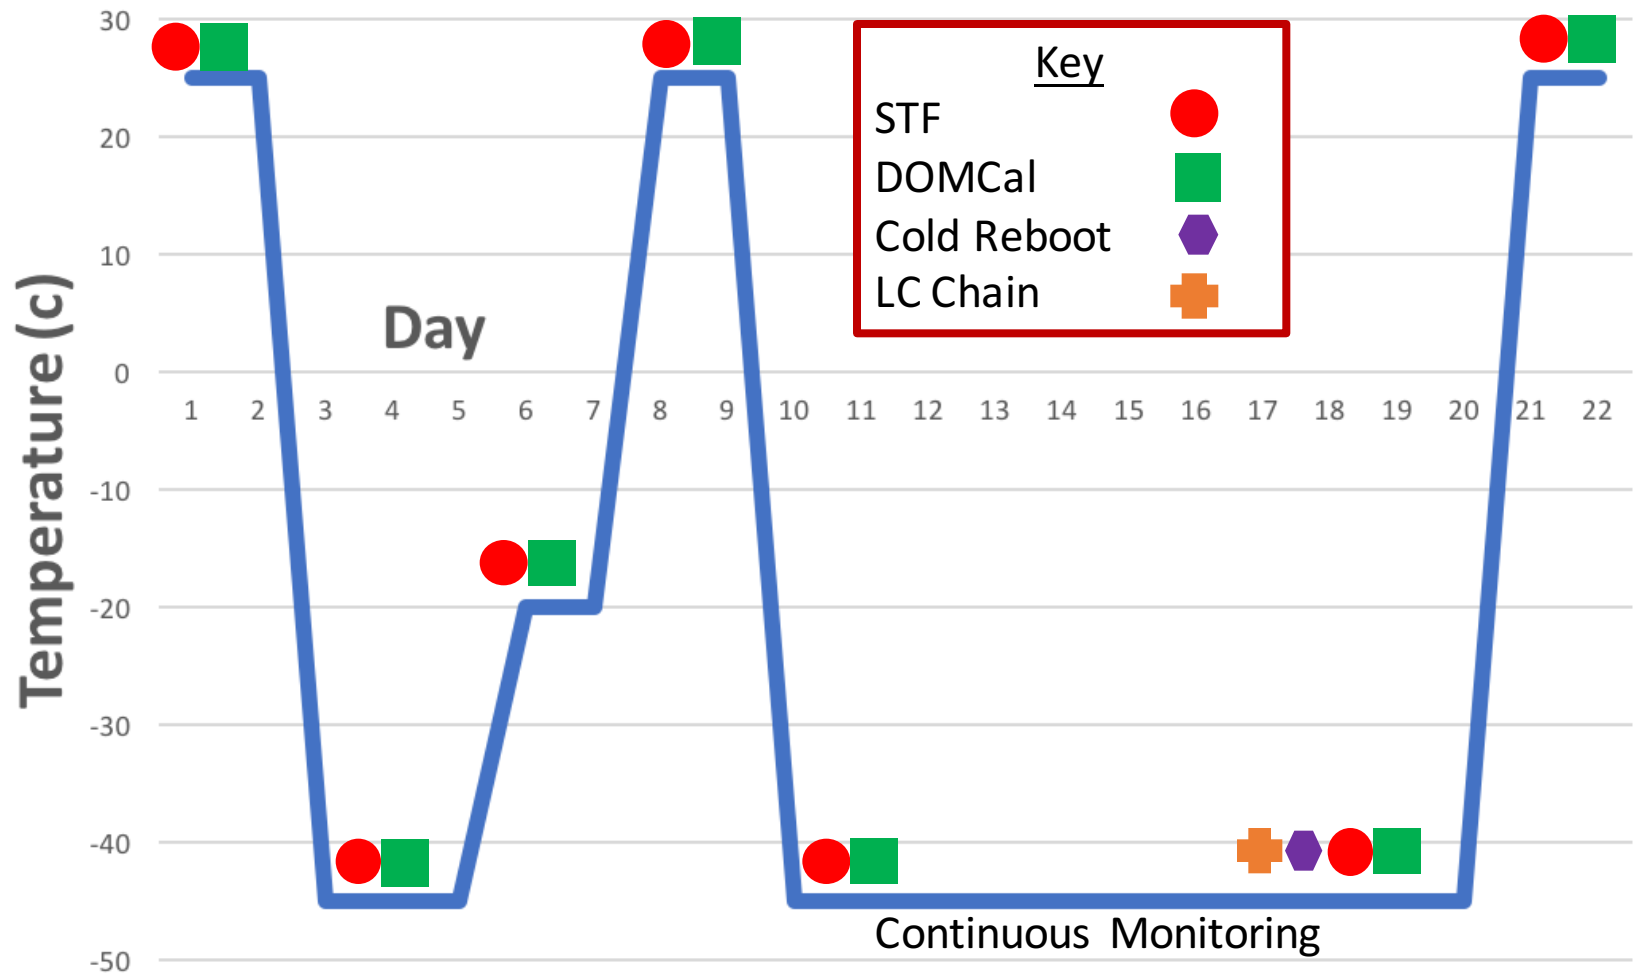 30
Key
STF
20
DOMCal
Cold Reboot
10
LC Chain
Day
Temperature (c)
0
1 2 3 4 5 6 7 8 9 10 11 12 13 14 15 16 17 18 19 20 21 22
-10
-20
-30
-40
Continuous Monitoring
-50